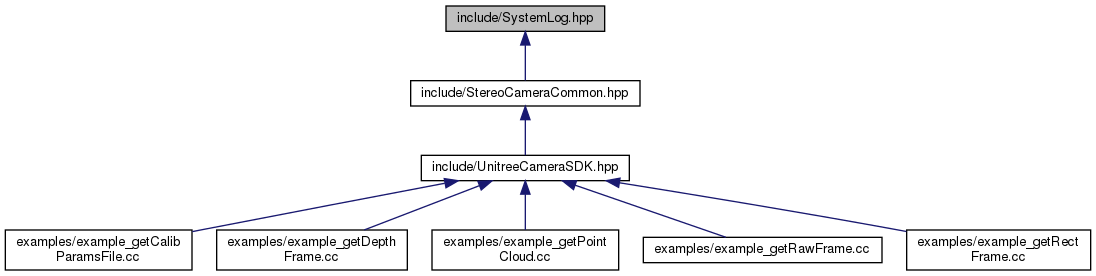 include/SystemLog.hpp
include/StereoCameraCommon.hpp
include/UnitreeCameraSDK.hpp
examples/example_getCalib
ParamsFile.cc
examples/example_getDepth
Frame.cc
examples/example_getPoint
Cloud.cc
examples/example_getRawFrame.cc
examples/example_getRect
Frame.cc